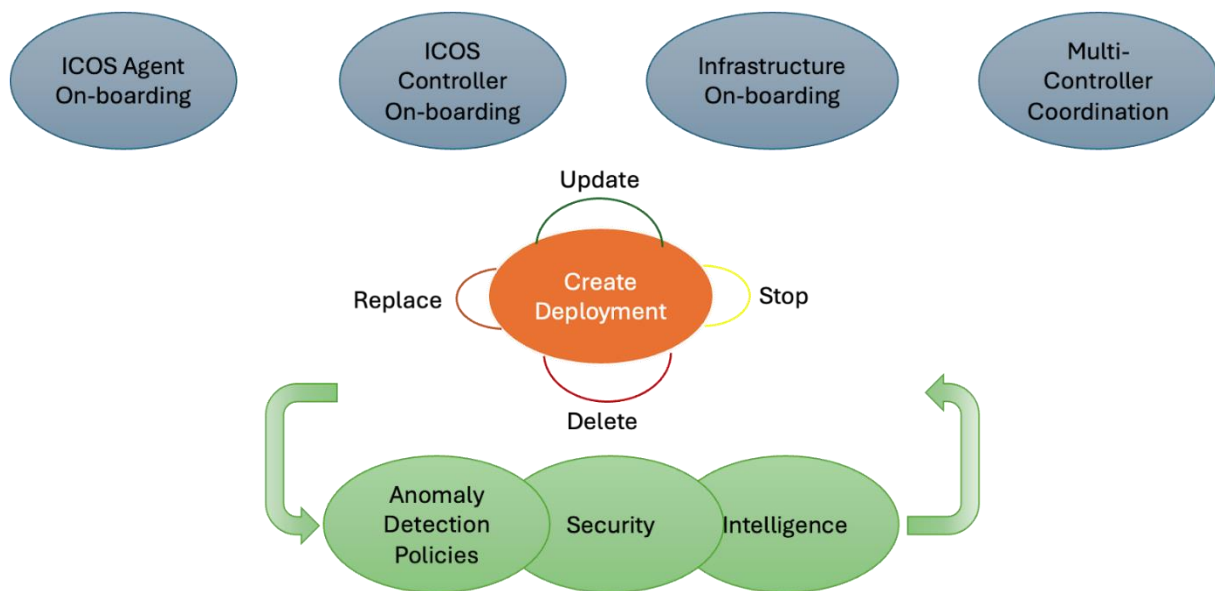 ICOS Agent
On-boarding
ICOS
Controller
On-boarding
Infrastructure
On-boarding
Multi-
Controller
Coordination
Update
Replace
Create
Deployment
Stop
Delete
Anomaly
Detection
Policies
Security
Intelligence